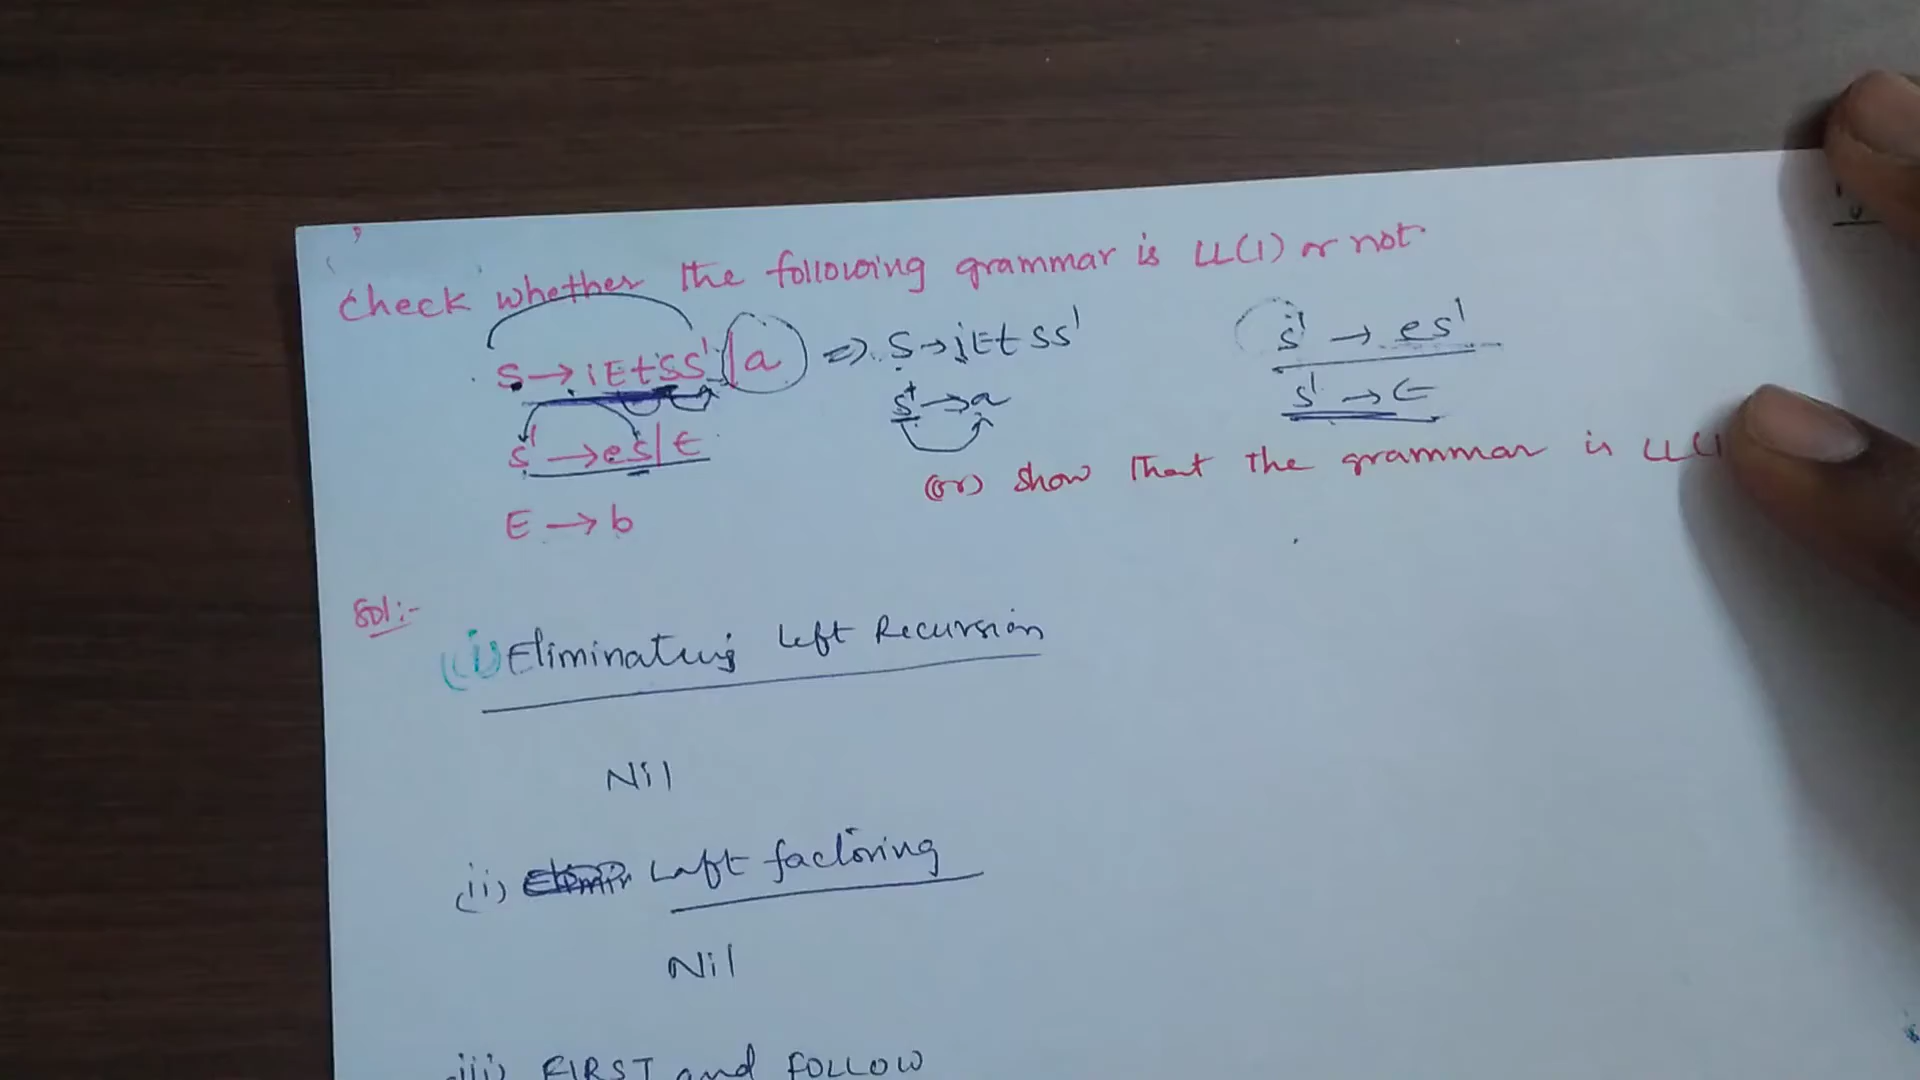 Check whether the following grammar is LL(1) or not
S → iEtSS' | a ⇒ S → iEtSS' S' → eS'
S → a S' → ∈
S' → eS | ∈
(or) show that the grammar is LL(1
E → b
Sol:-
(i) Eliminating Left Recursion
Nil
(ii) Left factoring
Nil
iii) FIRST and FOLLOW